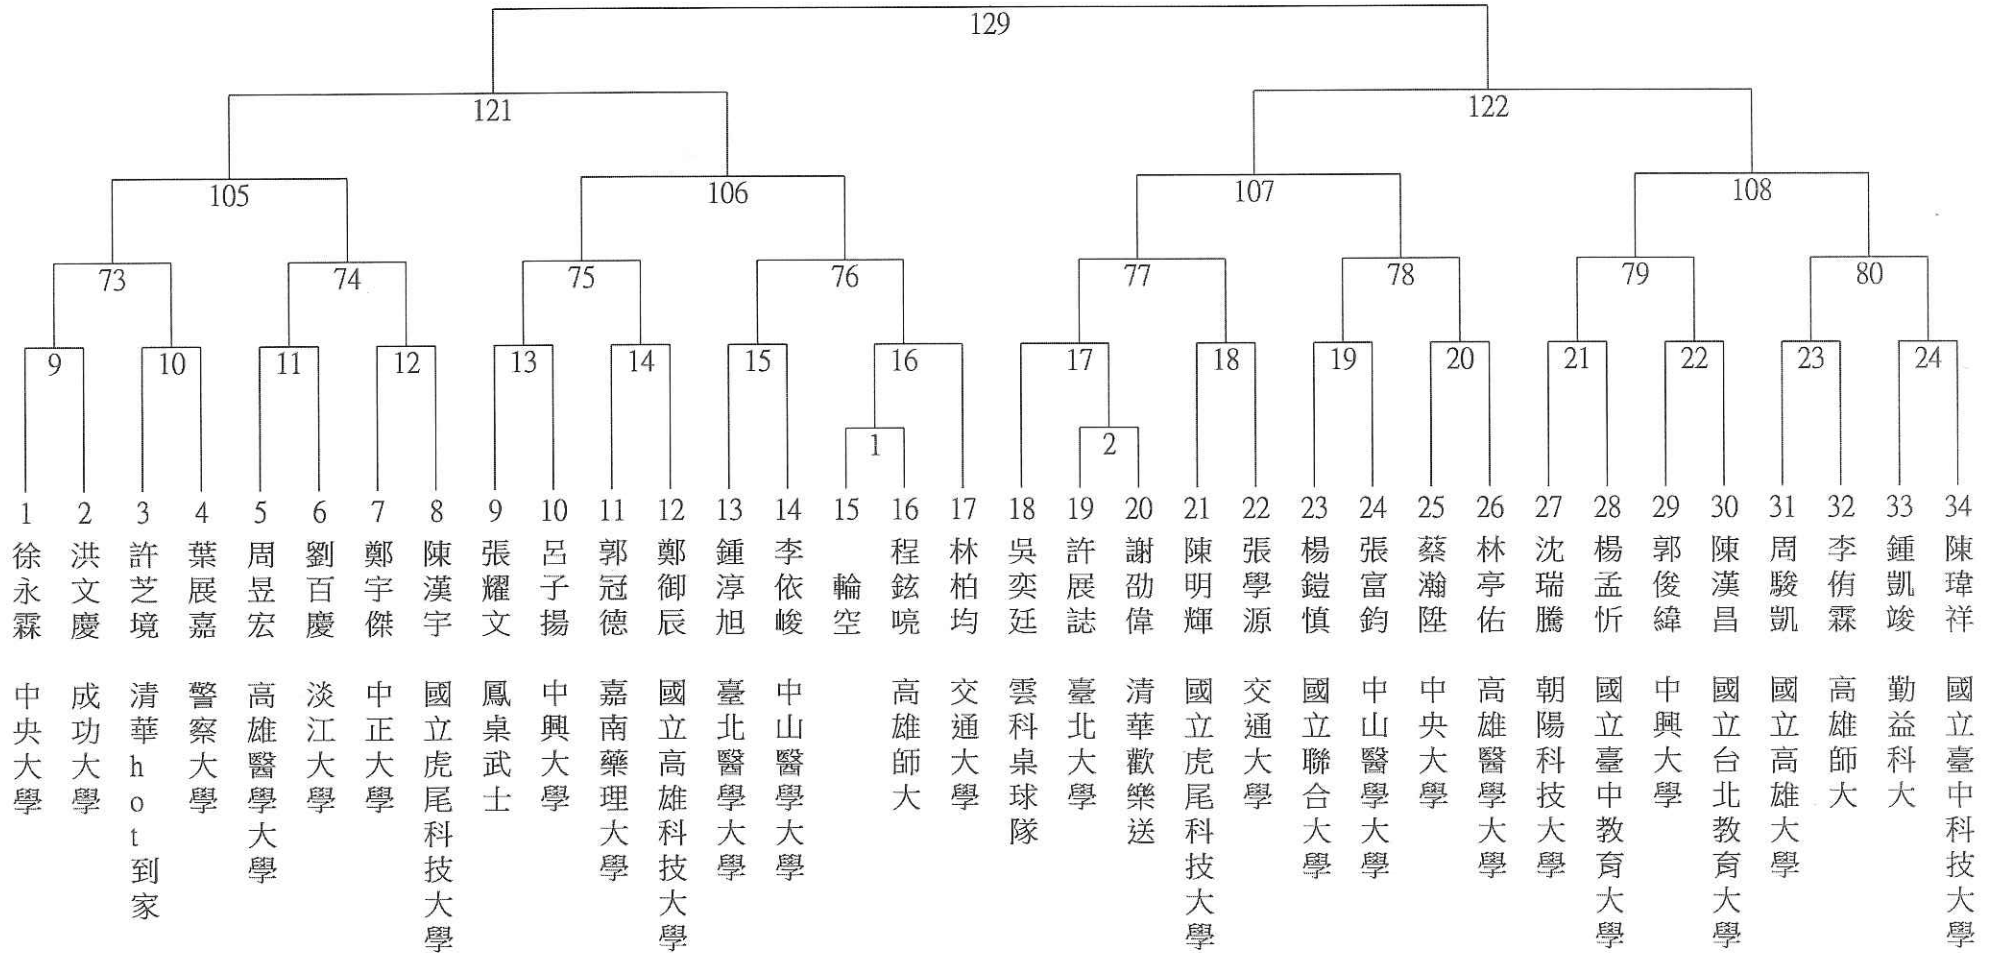 129
121 122
105 106 107 108
73 74 75 76 77 78 79 80
9 10 11 12 13 14 15 16 17 18 19 20 21 22 23 24
1 2
1 徐永霖 中央大學
2 洪文慶 成功大學
3 許芝境 清華hot到家
4 葉展嘉 警察大學
5 周昱宏 高雄醫學大學
6 劉百慶 淡江大學
7 鄭宇傑 中正大學
8 陳漢宇 國立虎尾科技大學
9 張耀文 鳳桌武士
10 呂子揚 中興大學
11 郭冠德 嘉南藥理大學
12 鄭御辰 國立高雄科技大學
13 鍾淳旭 臺北醫學大學
14 李依峻 中山醫學大學
15 輪空
16 程鉉喨 高雄師大
17 林柏均 交通大學
18 吳奕廷 雲科桌球隊
19 許展誌 臺北大學
20 謝劭偉 清華歡樂送
21 陳明輝 國立虎尾科技大學
22 張學源 交通大學
23 楊鎧慎 國立聯合大學
24 張富鈞 中山醫學大學
25 蔡瀚陞 中央大學
26 林亭佑 高雄醫學大學
27 沈瑞騰 朝陽科技大學
28 楊孟忻 國立臺中教育大學
29 郭俊緯 中興大學
30 陳漢昌 國立台北教育大學
31 周駿凱 國立高雄大學
32 李侑霖 高雄師大
33 鍾凱竣 勤益科大
34 陳瑋祥 國立臺中科技大學